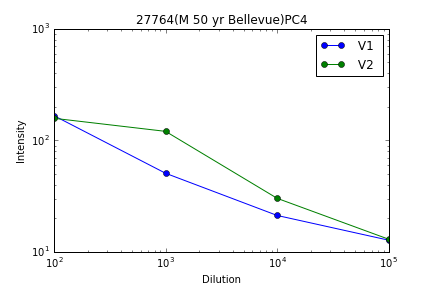 27764(M 50 yr Bellevue)PC4
10³
V1
V2
10²
Intensity
10¹
10² 10³ 10⁴ 10⁵
Dilution